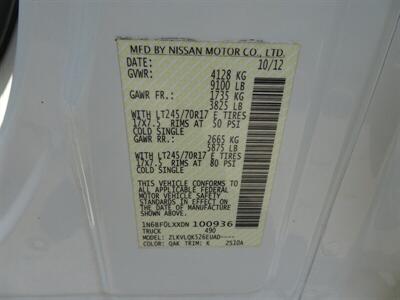 MFD BY NISSAN MOTOR CO., LTD.
DATE: 10/12
GVWR: 4128 KG
9100 LB
GAWR FR.: 1735 KG
3825 LB
WITH LT245/70R17 E TIRES
17X7.5 RIMS AT 50 PSI
COLD SINGLE
GAWR RR: 2665 KG
5875 LB
WITH LT245/70R17 E TIRES
17X7.5 RIMS AT 80 PSI
COLD SINGLE
THIS VEHICLE CONFORMS TO
ALL APPLICABLE FEDERAL
MOTOR VEHICLE SAFETY
STANDARDS IN EFFECT ON
THE DATE OF MANUFACTURE
SHOWN ABOVE.
1N6BF0LXXDN 100936
TRUCK 490
MODEL: ZLKVLQK526EUAD-----
COLOR: QAK TRIM: K 2510A